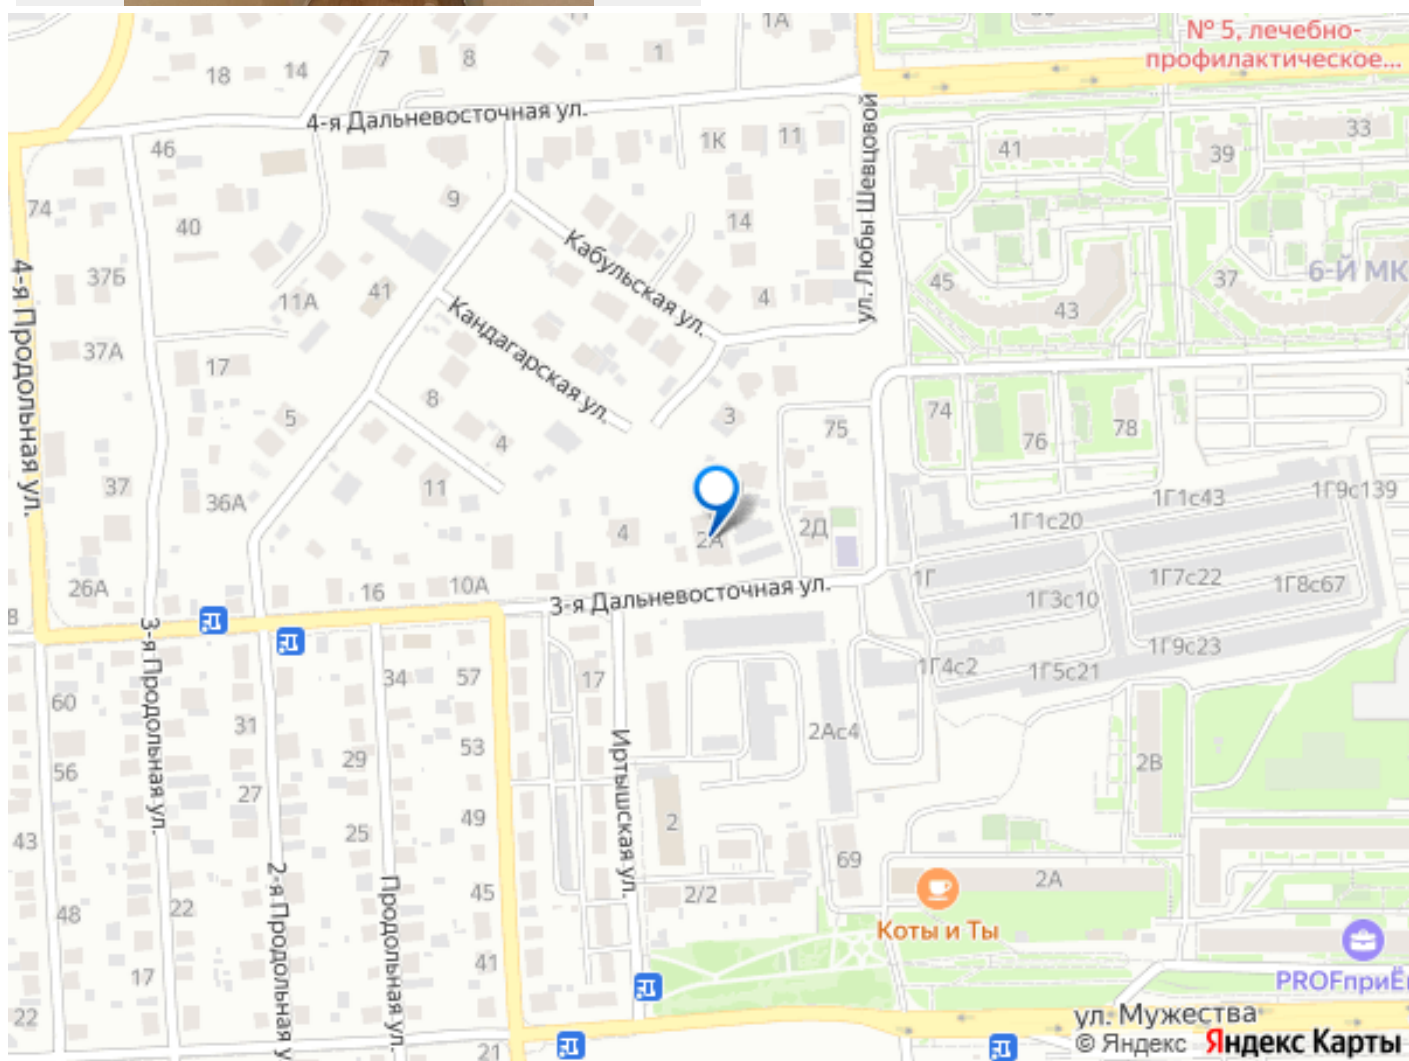 1А
№ 5, лечебно-
профилактическое...
7
8
1
18
14
4-я Дальневосточная ул.
ул. Любы Шевцовой
46
1К
11
41
39
33
74
40
9
14
37Б
Кабульская ул.
45
37
6-Й МК
11А
41
4
43
4-я Продольная ул.
Кандагарская ул.
37А
17
8
3
5
4
75
74
76
78
37
36А
11
1Г1с43
1Г9с139
1Г1с20
4
2А
2Д
1Г
1Г7с22
1Г8с67
26А
16
10А
3-я Дальневосточная ул.
1Г3с10
8
3-я Продольная ул.
1Г9с23
1Г4с2
1Г5с21
34
57
17
60
31
29
53
Иртышская ул.
2Ас4
2В
56
27
25
49
2
43
69
2-я Продольная у
Продольная ул.
45
2/2
2А
48
22
Коты и Ты
41
17
PROFприЁ
22
21
ул. Мужества
© Яндекс Яндекс Карты